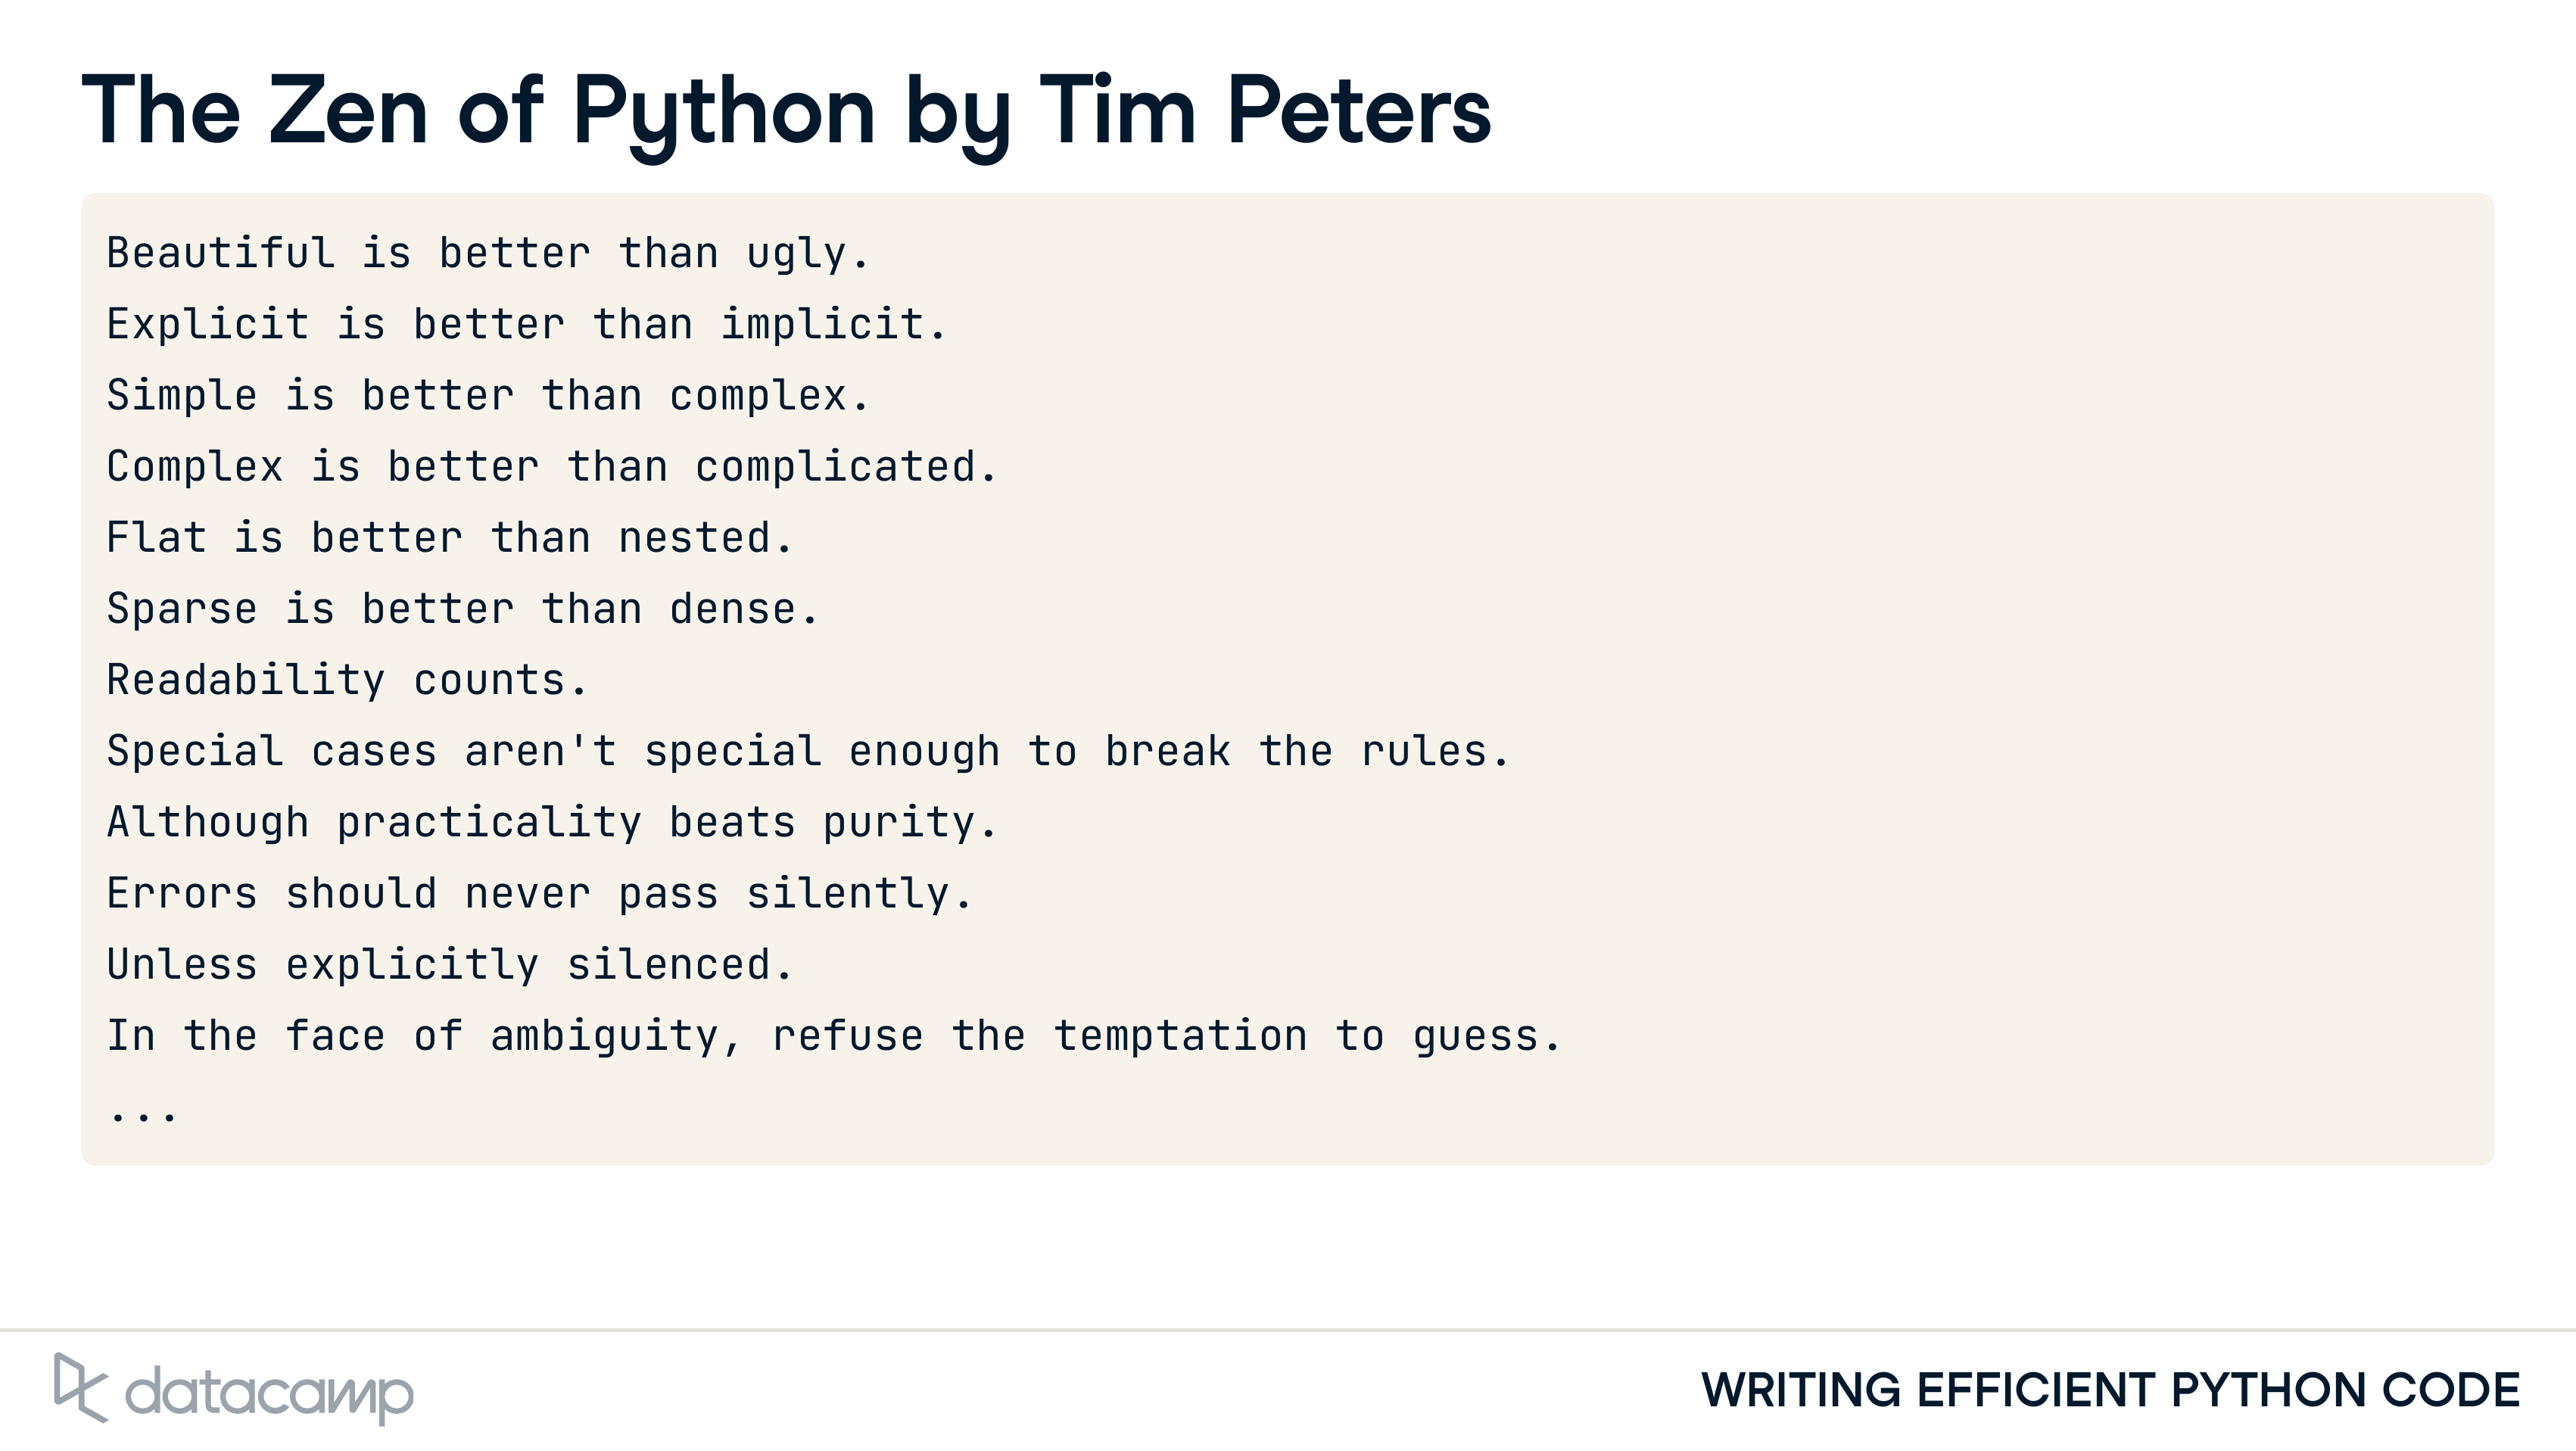 The Zen of Python by Tim Peters
Beautiful is better than ugly.
Explicit is better than implicit.
Simple is better than complex.
Complex is better than complicated.
Flat is better than nested.
Sparse is better than dense.
Readability counts.
Special cases aren't special enough to break the rules.
Although practicality beats purity.
Errors should never pass silently.
Unless explicitly silenced.
In the face of ambiguity, refuse the temptation to guess.
...
datacamp
WRITING EFFICIENT PYTHON CODE